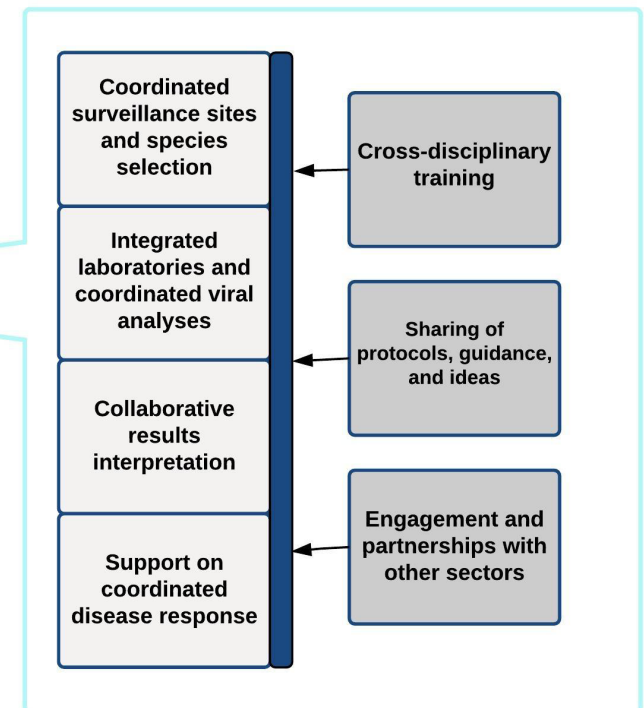 Coordinated
surveillance sites
and species
selection
Integrated
laboratories and
coordinated viral
analyses
Collaborative
results
interpretation
Support on
coordinated
disease response
Cross-disciplinary
training
Sharing of
protocols, guidance,
and ideas
Engagement and
partnerships with
other sectors